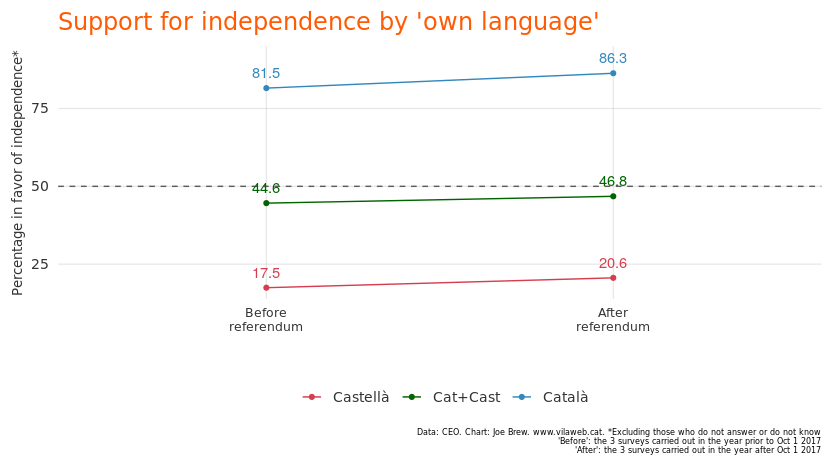 Support for independence by 'own language'
Percentage in favor of independence*
75
50
25
81.5
86.3
44.6
46.8
17.5
20.6
Before
referendum
After
referendum
Castellà
Cat+Cast
Català
Data: CEO. Chart: Joe Brew. www.vilaweb.cat. *Excluding those who do not answer or do not know
'Before': the 3 surveys carried out in the year prior to Oct 1 2017
'After': the 3 surveys carried out in the year after Oct 1 2017